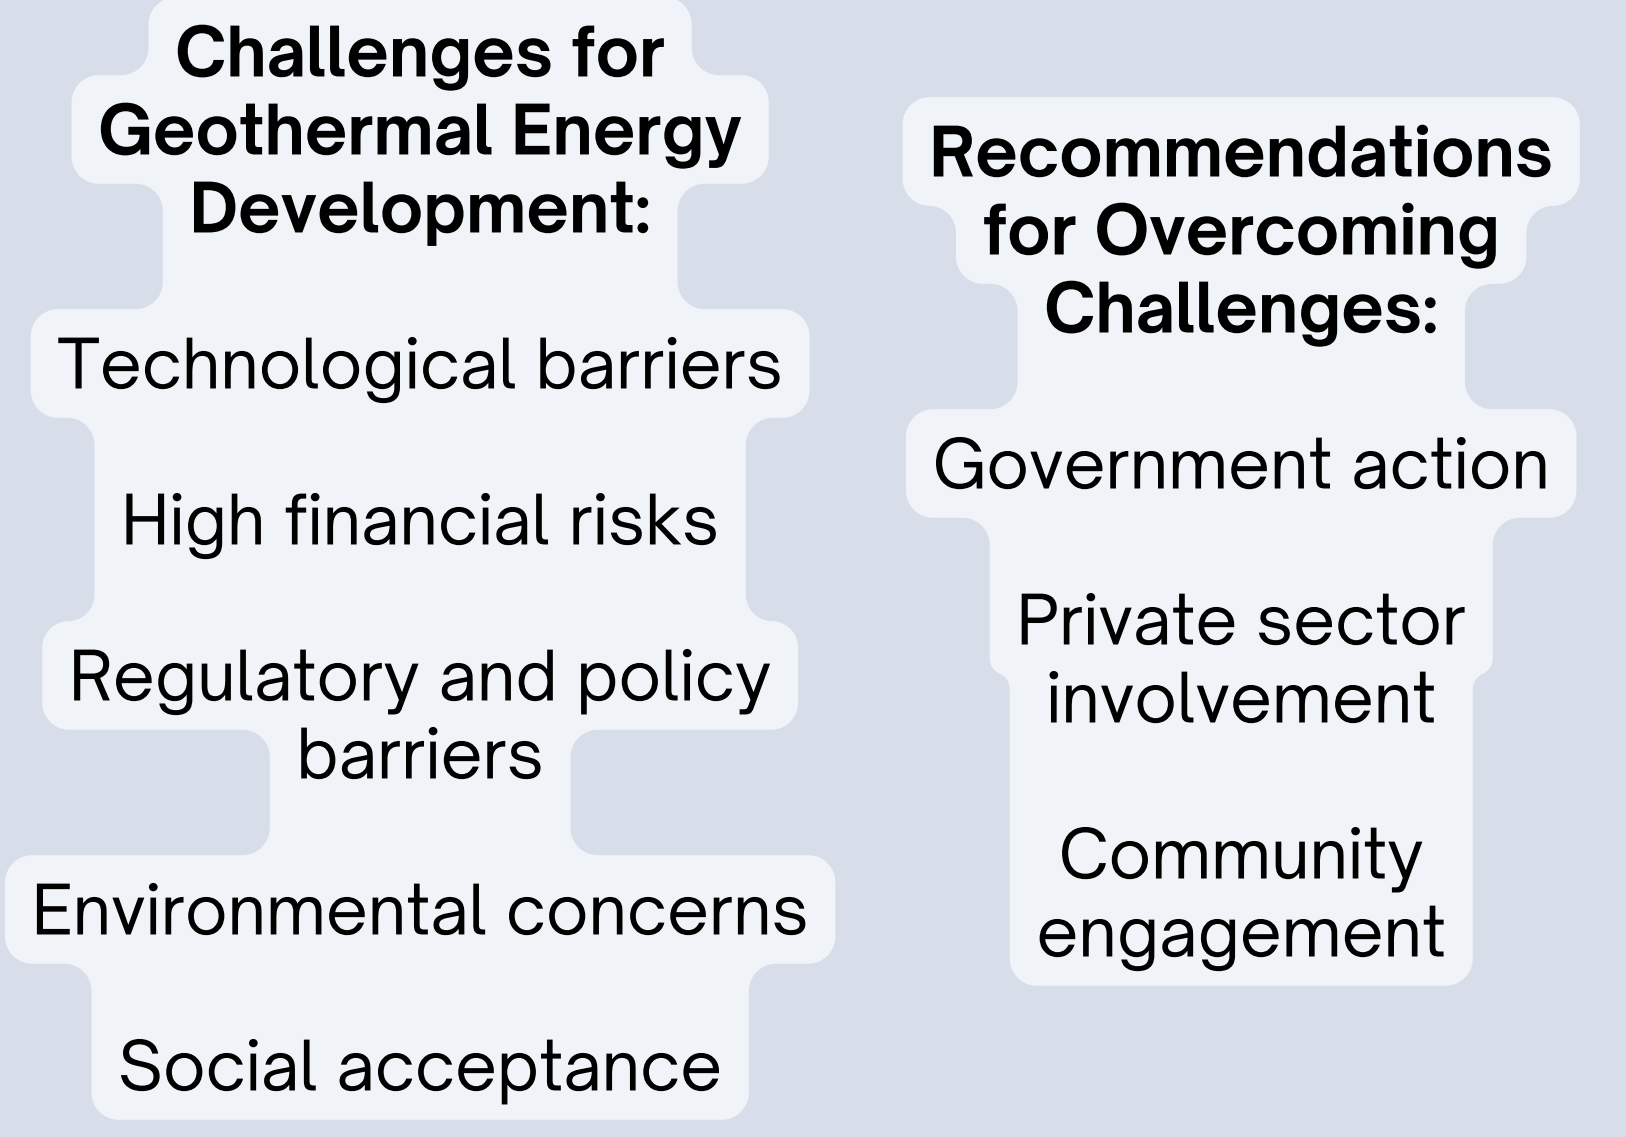 Challenges for
Geothermal Energy
Development:
Technological barriers
High financial risks
Regulatory and policy
barriers
Environmental concerns
Social acceptance
Recommendations
for Overcoming
Challenges:
Government action
Private sector
involvement
Community
engagement